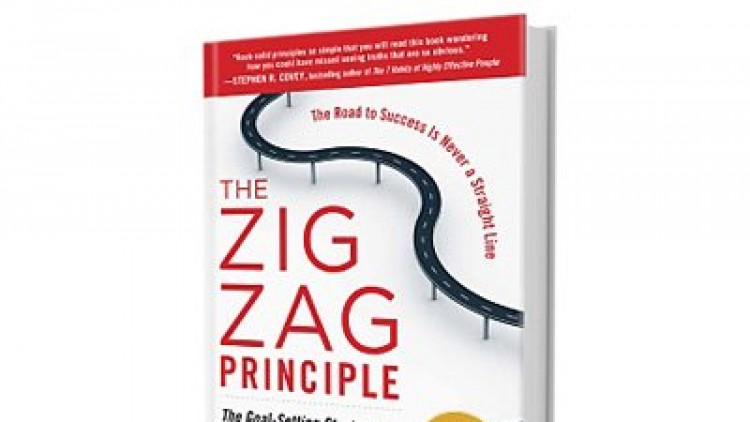 "Rock solid principles so simple that you will read this book wondering
how you could have missed seeing truths that are so obvious."
—STEPHEN R. COVEY, bestselling author of The 7 Habits of Highly Effective People
The Road to Success Is Never a Straight Line
THE
ZIG
ZAG
PRINCIPLE
The Goal-Setting